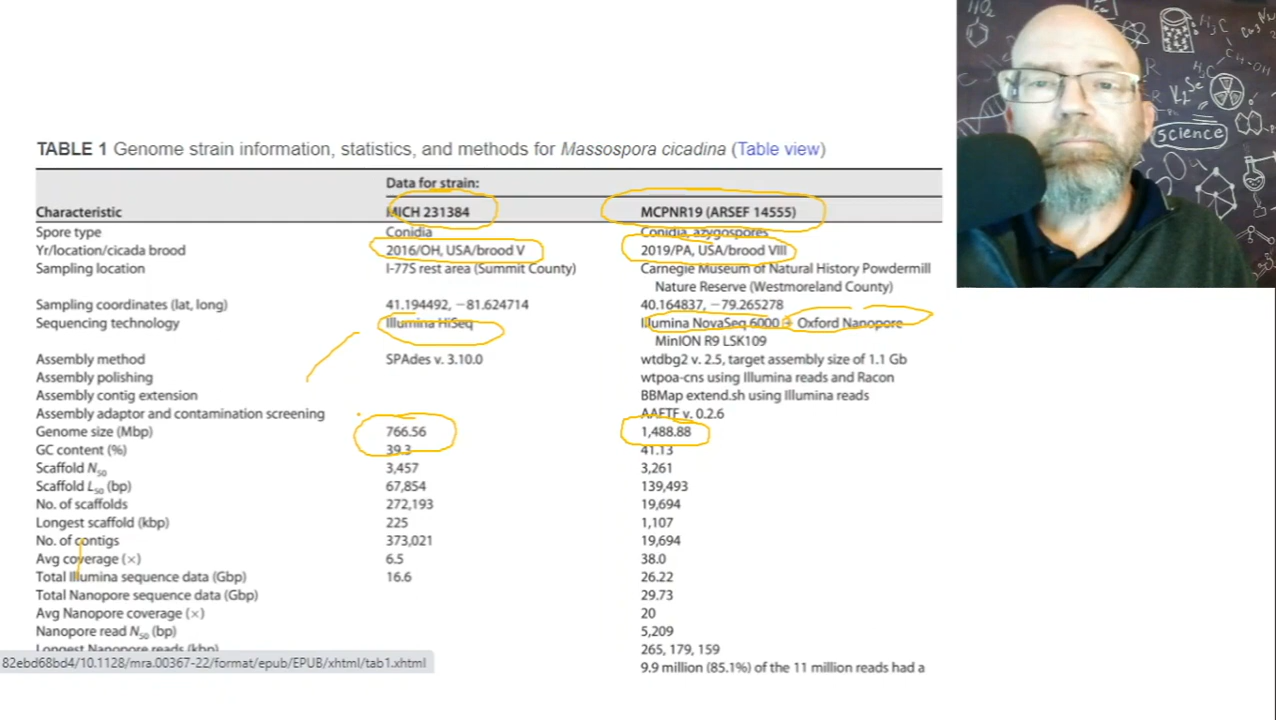 TABLE 1 Genome strain information, statistics, and methods for Massospora cicadina (Table view)
Data for strain:
Characteristic MICH 231384 MCPNR19 (ARSEF 14555)
Spore type Conidia Conidia, azygospores
Yr/location/cicada brood 2016/OH, USA/brood V 2019/PA, USA/brood VIII
Sampling location I-77S rest area (Summit County) Carnegie Museum of Natural History Powdermill
Nature Reserve (Westmoreland County)
Sampling coordinates (lat, long) 41.194492, −81.624714 40.164837, −79.265278
Sequencing technology Illumina HiSeq Illumina NovaSeq 6000 + Oxford Nanopore
MinION R9 LSK109
Assembly method SPAdes v. 3.10.0 wtdbg2 v. 2.5, target assembly size of 1.1 Gb
Assembly polishing wtpoa-cns using Illumina reads and Racon
Assembly contig extension BBMap extend.sh using Illumina reads
Assembly adaptor and contamination screening AAFTF v. 0.2.6
Genome size (Mbp) 766.56 1,488.88
GC content (%) 39.3 41.13
Scaffold N50 3,457 3,261
Scaffold L50 (bp) 67,854 139,493
No. of scaffolds 272,193 19,694
Longest scaffold (kbp) 225 1,107
No. of contigs 373,021 19,694
Avg coverage (×) 6.5 38.0
Total Illumina sequence data (Gbp) 16.6 26.22
Total Nanopore sequence data (Gbp) 29.73
Avg Nanopore coverage (×) 20
Nanopore read N50 (bp) 5,209
Longest Nanopore reads (kbp) 265, 179, 159
9.9 million (85.1%) of the 11 million reads had a
82ebd68bd4/10.1128/mra.00367-22/format/epub/EPUB/xhtml/tab1.xhtml
science